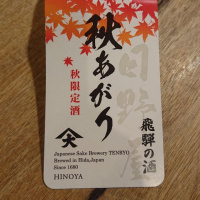 秋あがり
秋限定酒
飛騨の酒
天
Japanese Sake Brewery TENRYO
Brewed in Hida,Japan
Since 1680
HINOYA